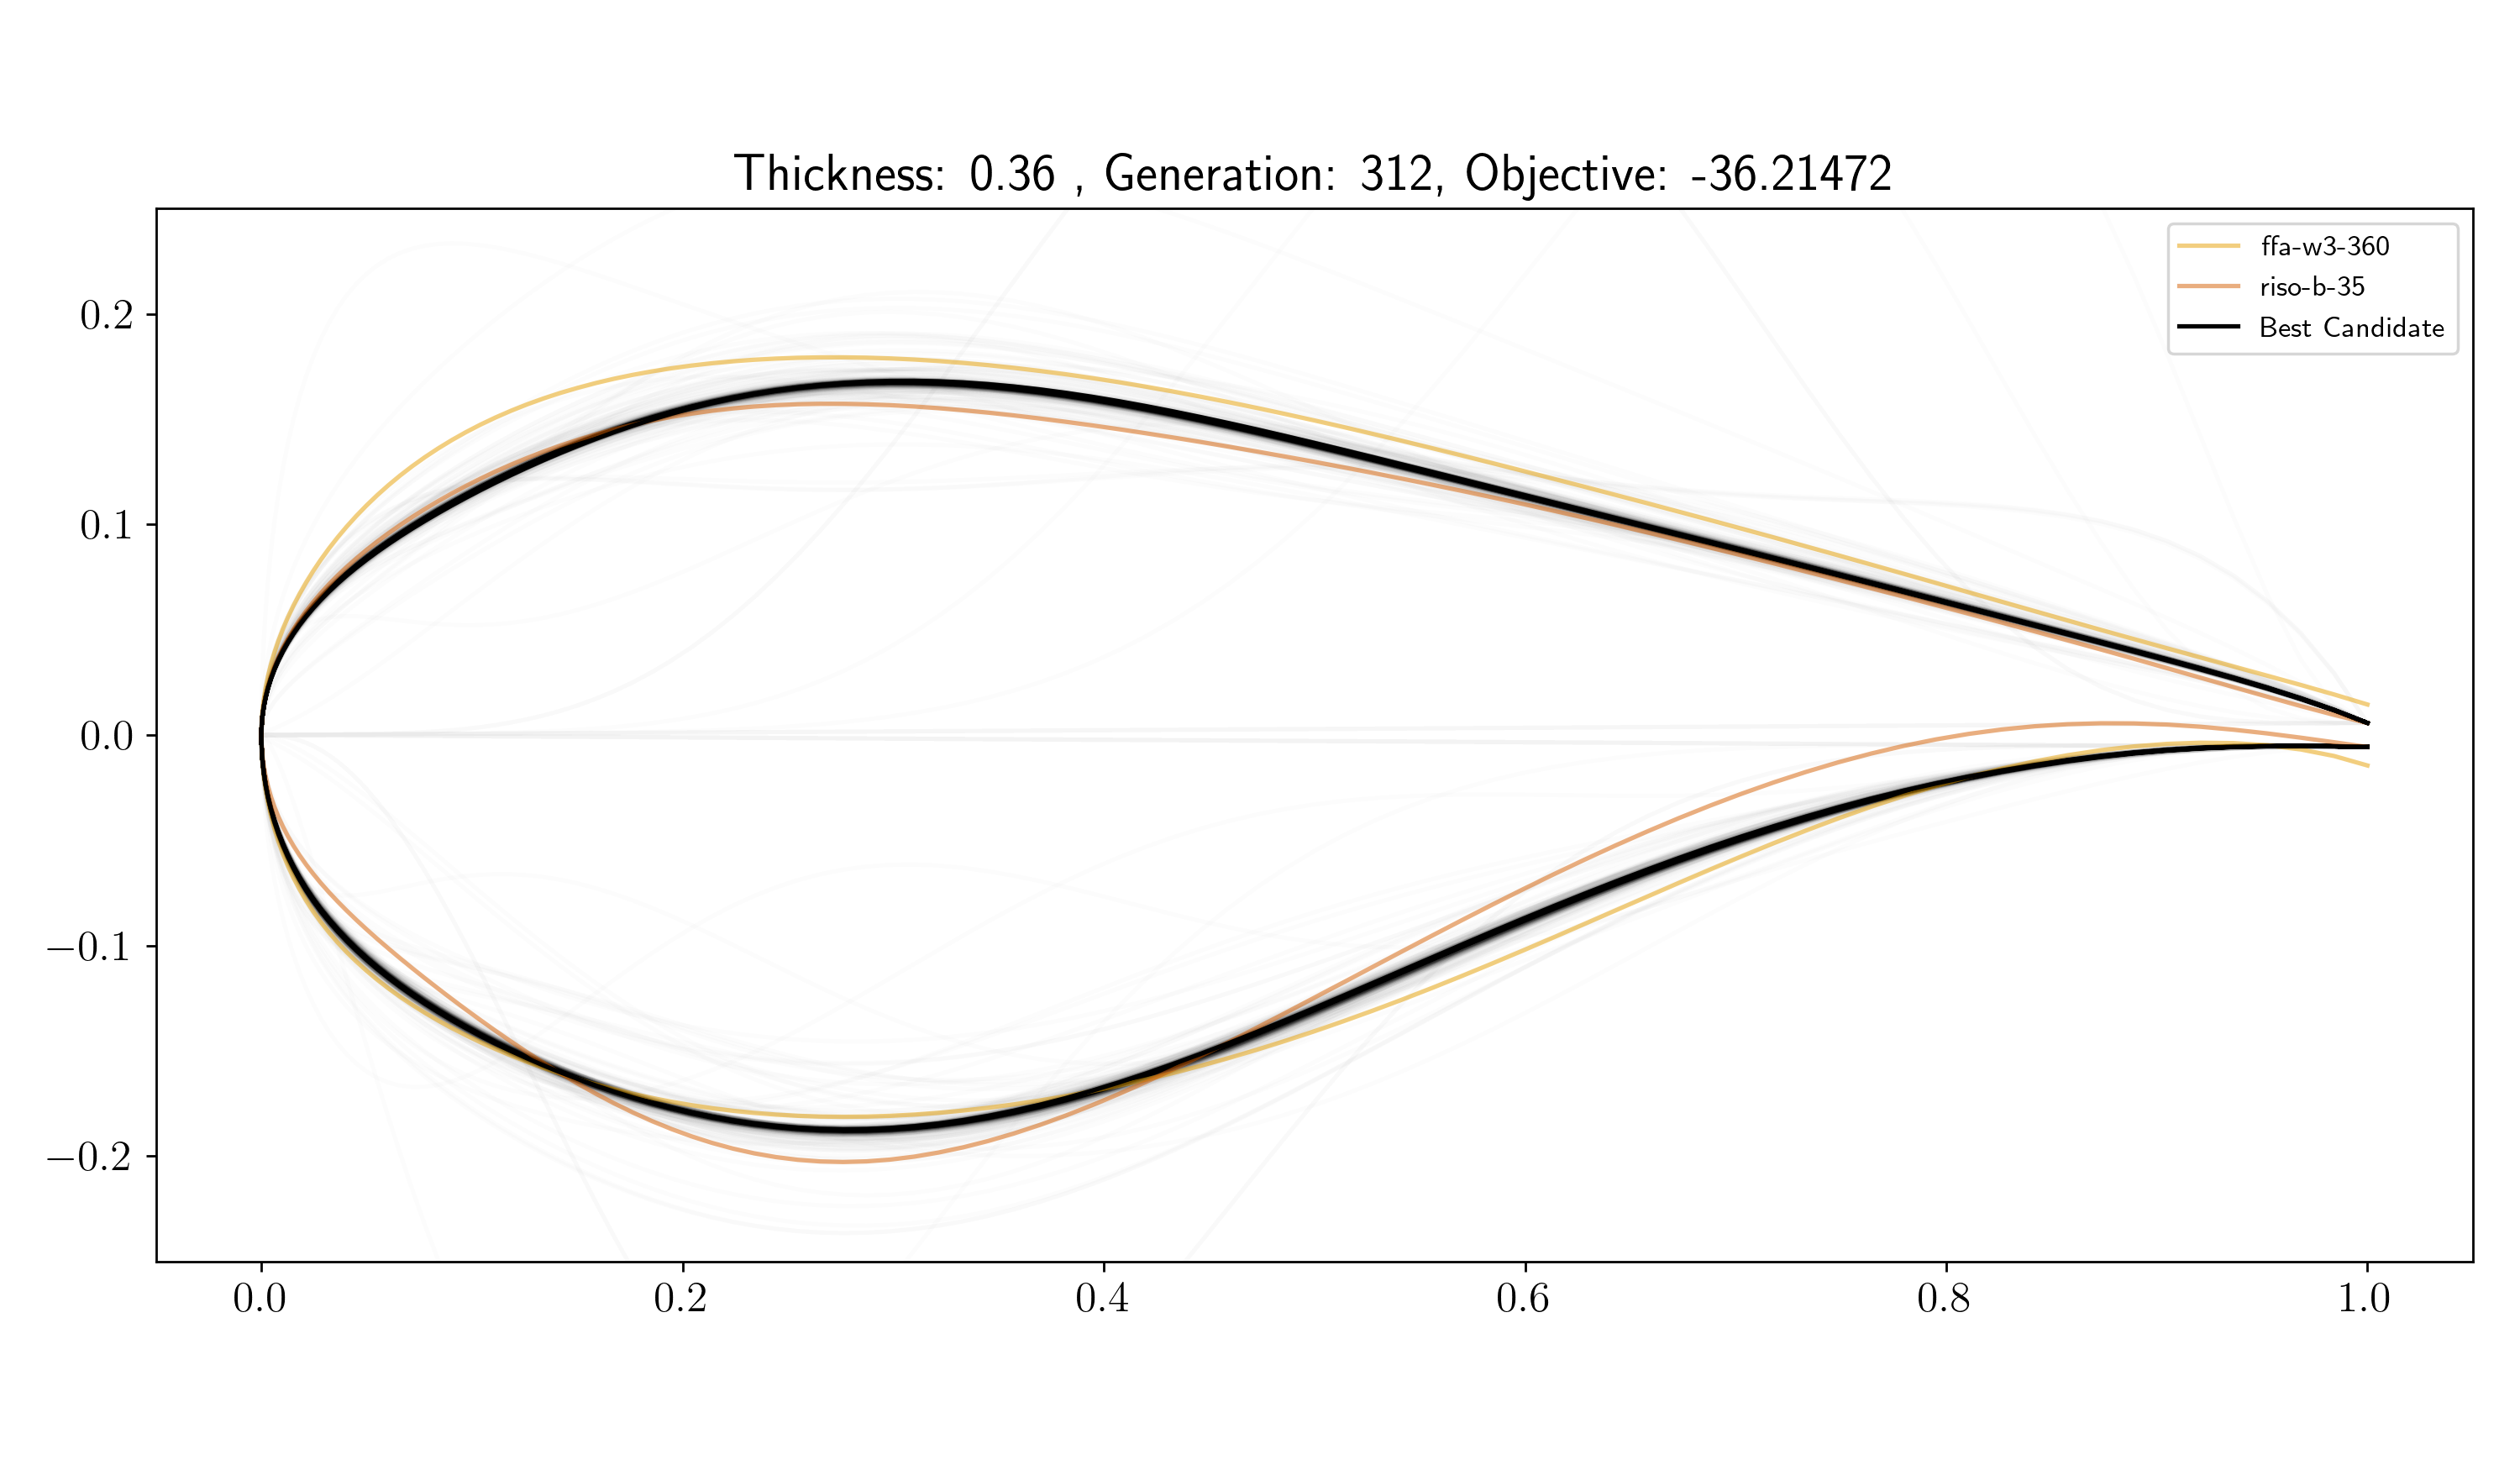 Thickness: 0.36 , Generation: 312, Objective: -36.21472
ffa-w3-360
riso-b-35
Best Candidate
0.2
0.1
0.0
−0.1
−0.2
0.0 0.2 0.4 0.6 0.8 1.0